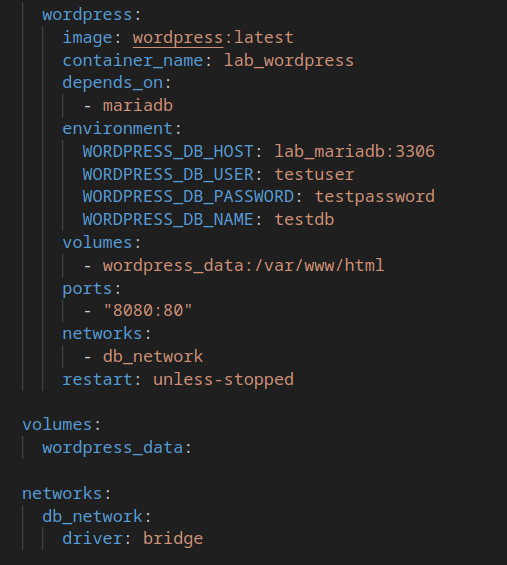 wordpress:
image: wordpress:latest
container_name: lab_wordpress
depends_on:
- mariadb
environment:
WORDPRESS_DB_HOST: lab_mariadb:3306
WORDPRESS_DB_USER: testuser
WORDPRESS_DB_PASSWORD: testpassword
WORDPRESS_DB_NAME: testdb
volumes:
- wordpress_data:/var/www/html
ports:
- "8080:80"
networks:
- db_network
restart: unless-stopped
volumes:
wordpress_data:
networks:
db_network:
driver: bridge